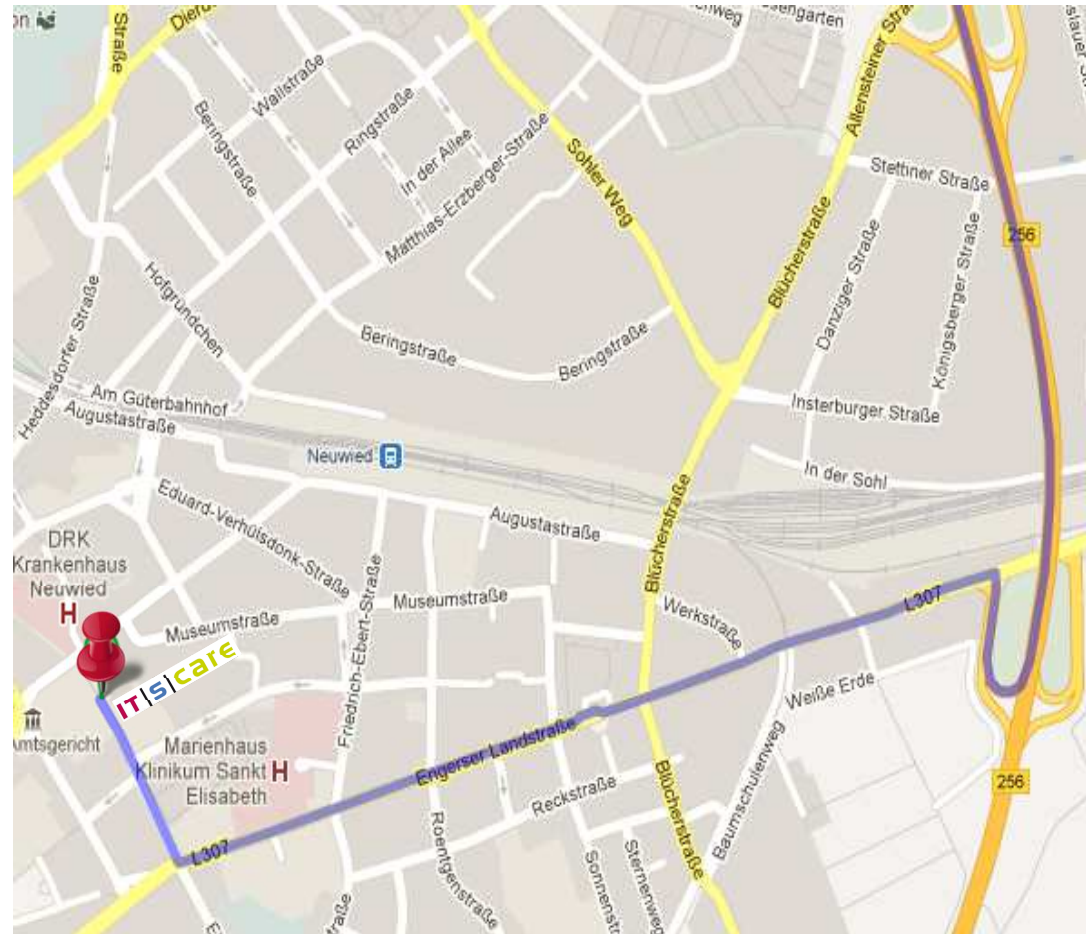 on
Straße
Wallstraße
Beringstraße
Ringstraße
In der Allee
Matthias-Erzberger-Straße
Sohler Weg
Allensteiner
Stettiner Straße
256
Blücherstraße
Danziger Straße
Königsberger Straße
Hofgründchen
Heddesdorfer Straße
Beringstraße
Beringstraße
Am Güterbahnhof
Augustastraße
Insterburger Straße
Neuwied
In der Sohl
Eduard-Verhülsdonk-Straße
Augustastraße
Blücherstraße
DRK
Krankenhaus
Neuwied
H
Museumstraße
Museumstraße
Werkstraße
L307
Friedrich-Ebert-Straße
IT|S|care
Weiße Erde
Amtsgericht
Marienhaus
Klinikum Sankt H
Elisabeth
Engerser Landstraße
Reckstraße
Blücherstraße
Baumschulenweg
256
L307
Roentgenstraße
Sonnenst
Sternenweg